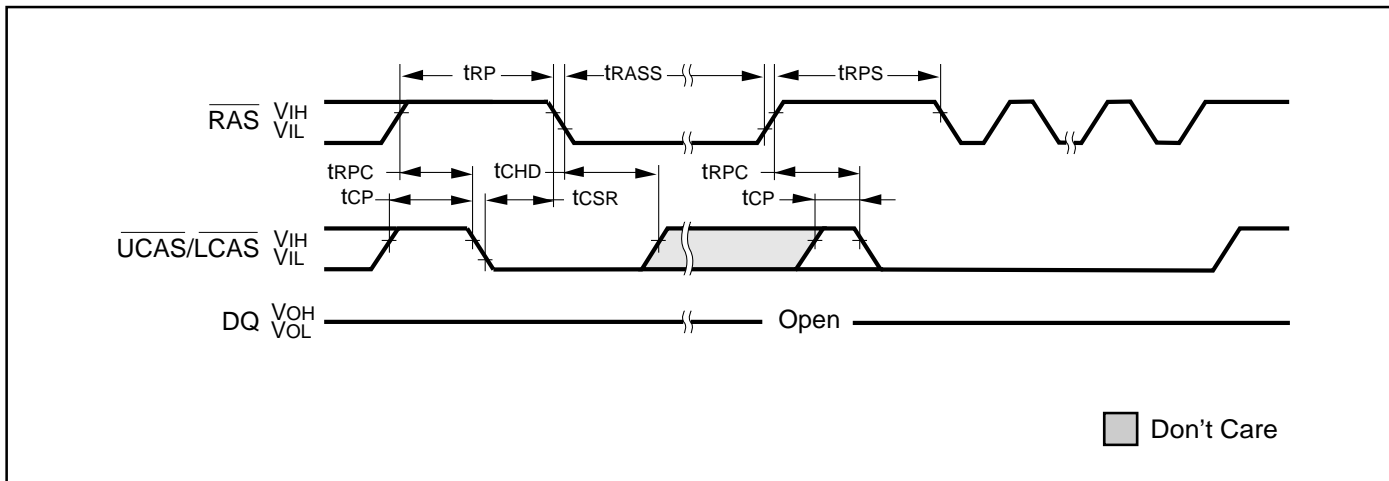 tRP tRASS tRPS
RAS VIH
VIL
tRPC tCHD tRPC
tCP tCSR tCP
UCAS/LCAS VIH
VIL
DQ VOH
VOL
Open
Don't Care